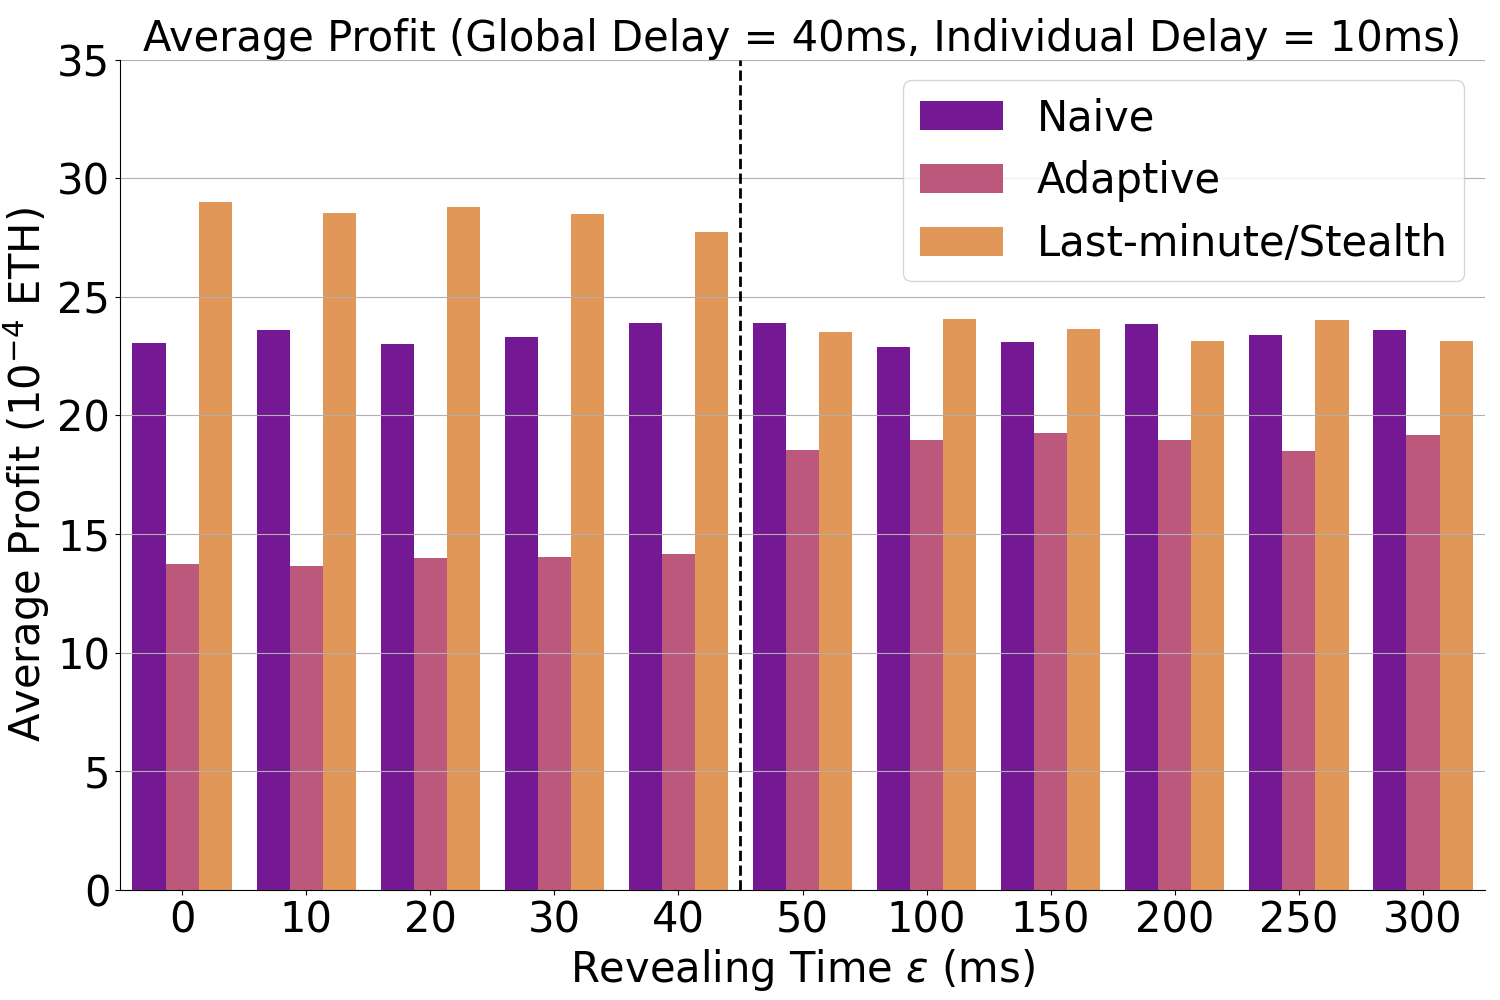 Average Profit (Global Delay = 40ms, Individual Delay = 10ms)
Average Profit (10⁻⁴ ETH)
35
30
25
20
15
10
5
0
Naive
Adaptive
Last-minute/Stealth
0 10 20 30 40 50 100 150 200 250 300
Revealing Time ε (ms)